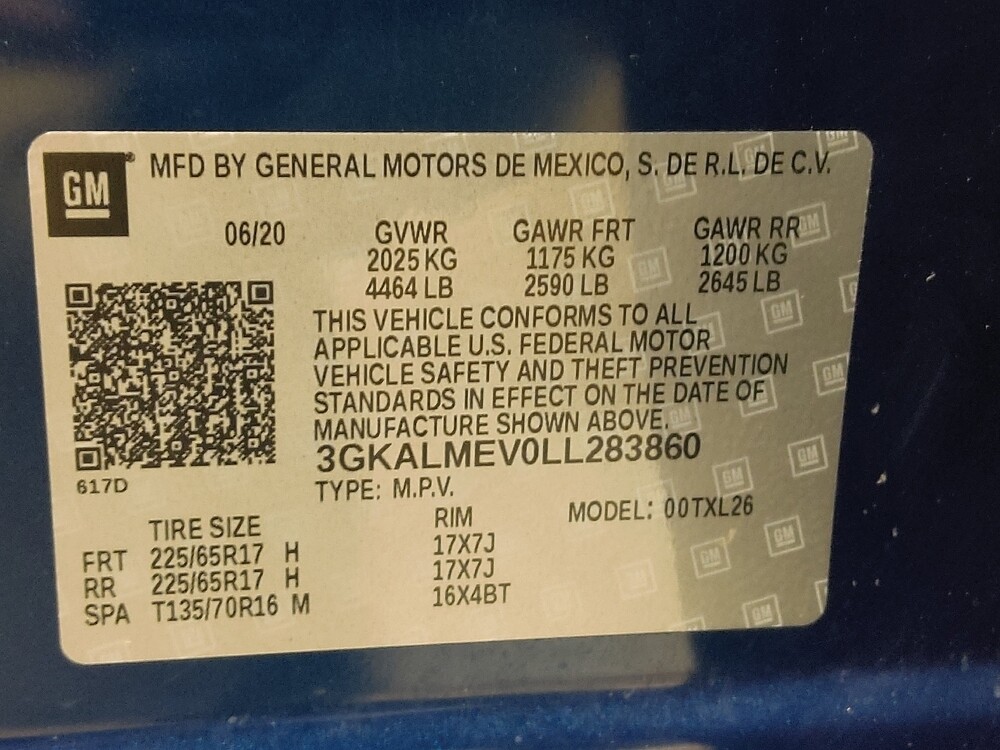 GM
MFD BY GENERAL MOTORS DE MEXICO, S. DE R.L. DE C.V.
06/20 GVWR GAWR FRT GAWR RR
2025 KG 1175 KG 1200 KG
4464 LB 2590 LB 2645 LB
THIS VEHICLE CONFORMS TO ALL
APPLICABLE U.S. FEDERAL MOTOR
VEHICLE SAFETY AND THEFT PREVENTION
STANDARDS IN EFFECT ON THE DATE OF
MANUFACTURE SHOWN ABOVE.
3GKALMEV0LL283860
617D
TYPE: M.P.V. MODEL: 00TXL26
TIRE SIZE RIM
FRT 225/65R17 H 17X7J
RR 225/65R17 H 17X7J
SPA T135/70R16 M 16X4BT